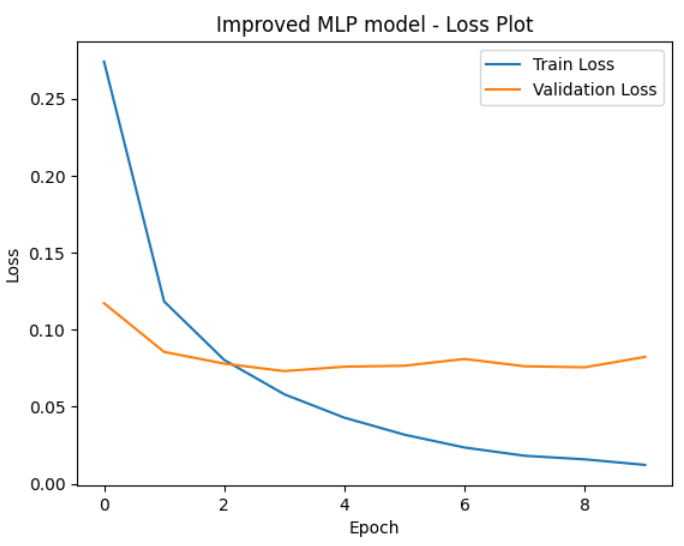 Improved MLP model - Loss Plot
Train Loss
Validation Loss
0.25
0.20
0.15
0.10
0.05
0.00
Loss
0 2 4 6 8
Epoch